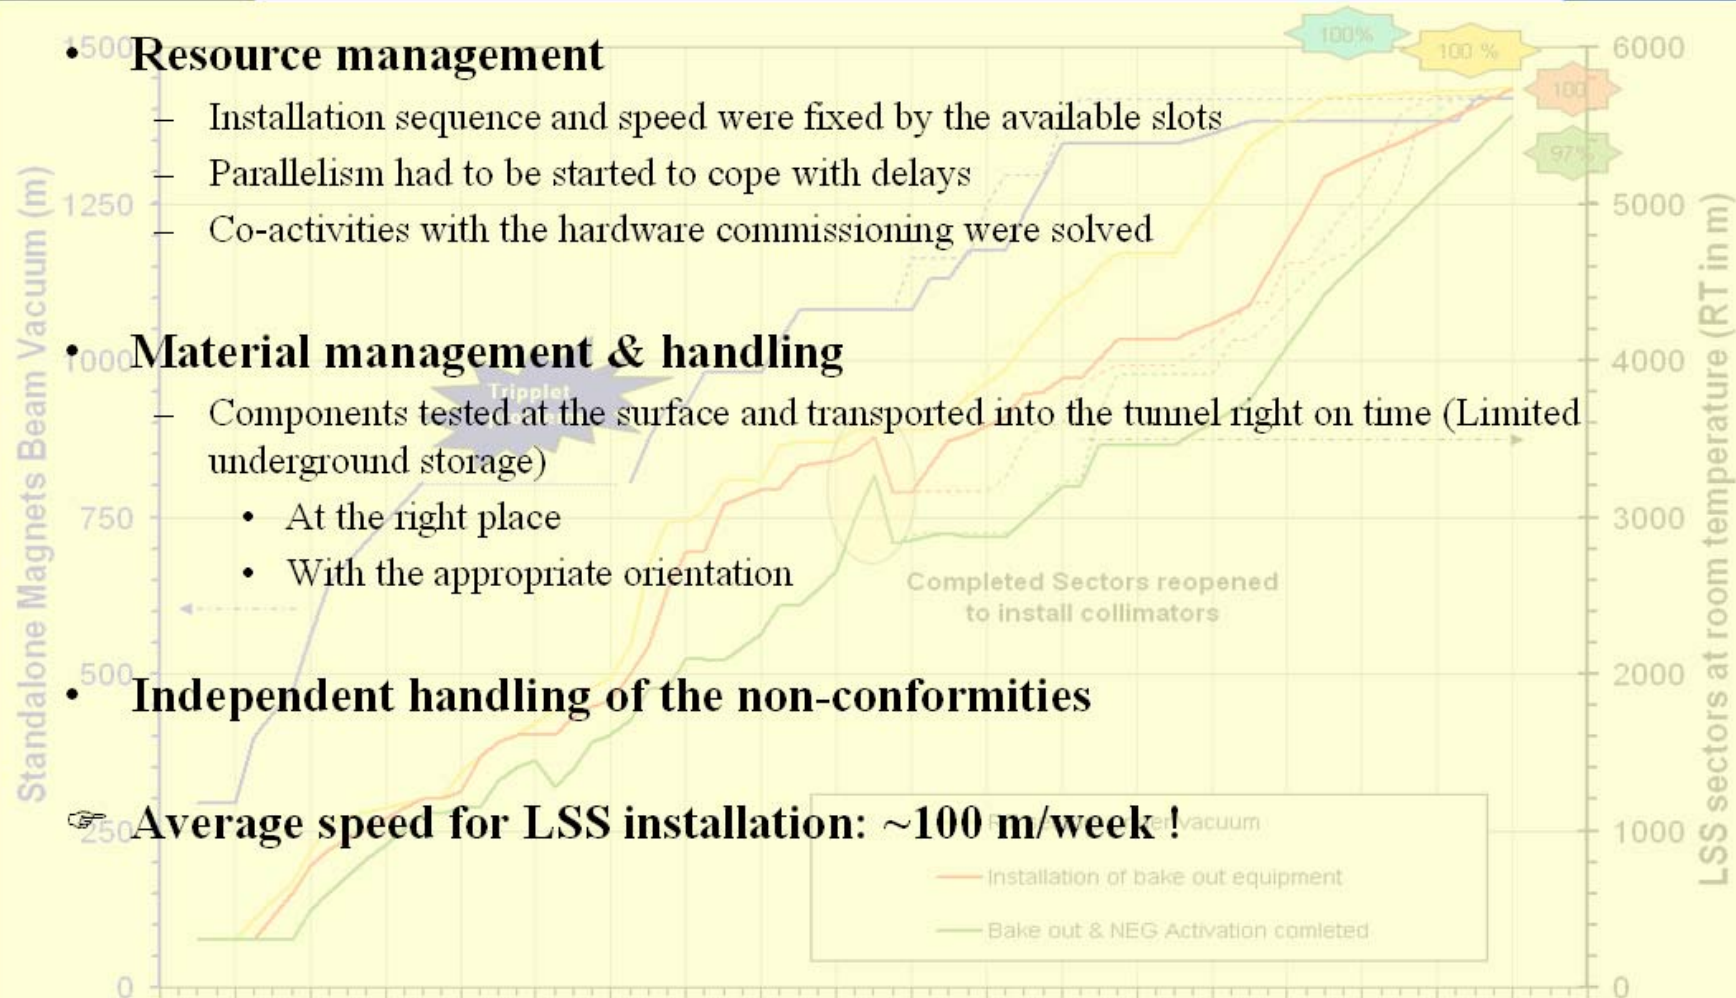 • Resource management
– Installation sequence and speed were fixed by the available slots
– Parallelism had to be started to cope with delays
– Co-activities with the hardware commissioning were solved
• Material management & handling
– Components tested at the surface and transported into the tunnel right on time (Limited
underground storage)
• At the right place
• With the appropriate orientation
• Independent handling of the non-conformities
☞ Average speed for LSS installation: ~100 m/week !
Standalone Magnets Beam Vacuum (m)
1500
1250
1000
750
500
250
0
Tripplet
Completed Sectors reopened
to install collimators
vacuum
Installation of bake out equipment
Bake out & NEG Activation comleted
100%
100 %
100
97%
6000
5000
4000
3000
2000
1000
0
LSS sectors at room temperature (RT in m)